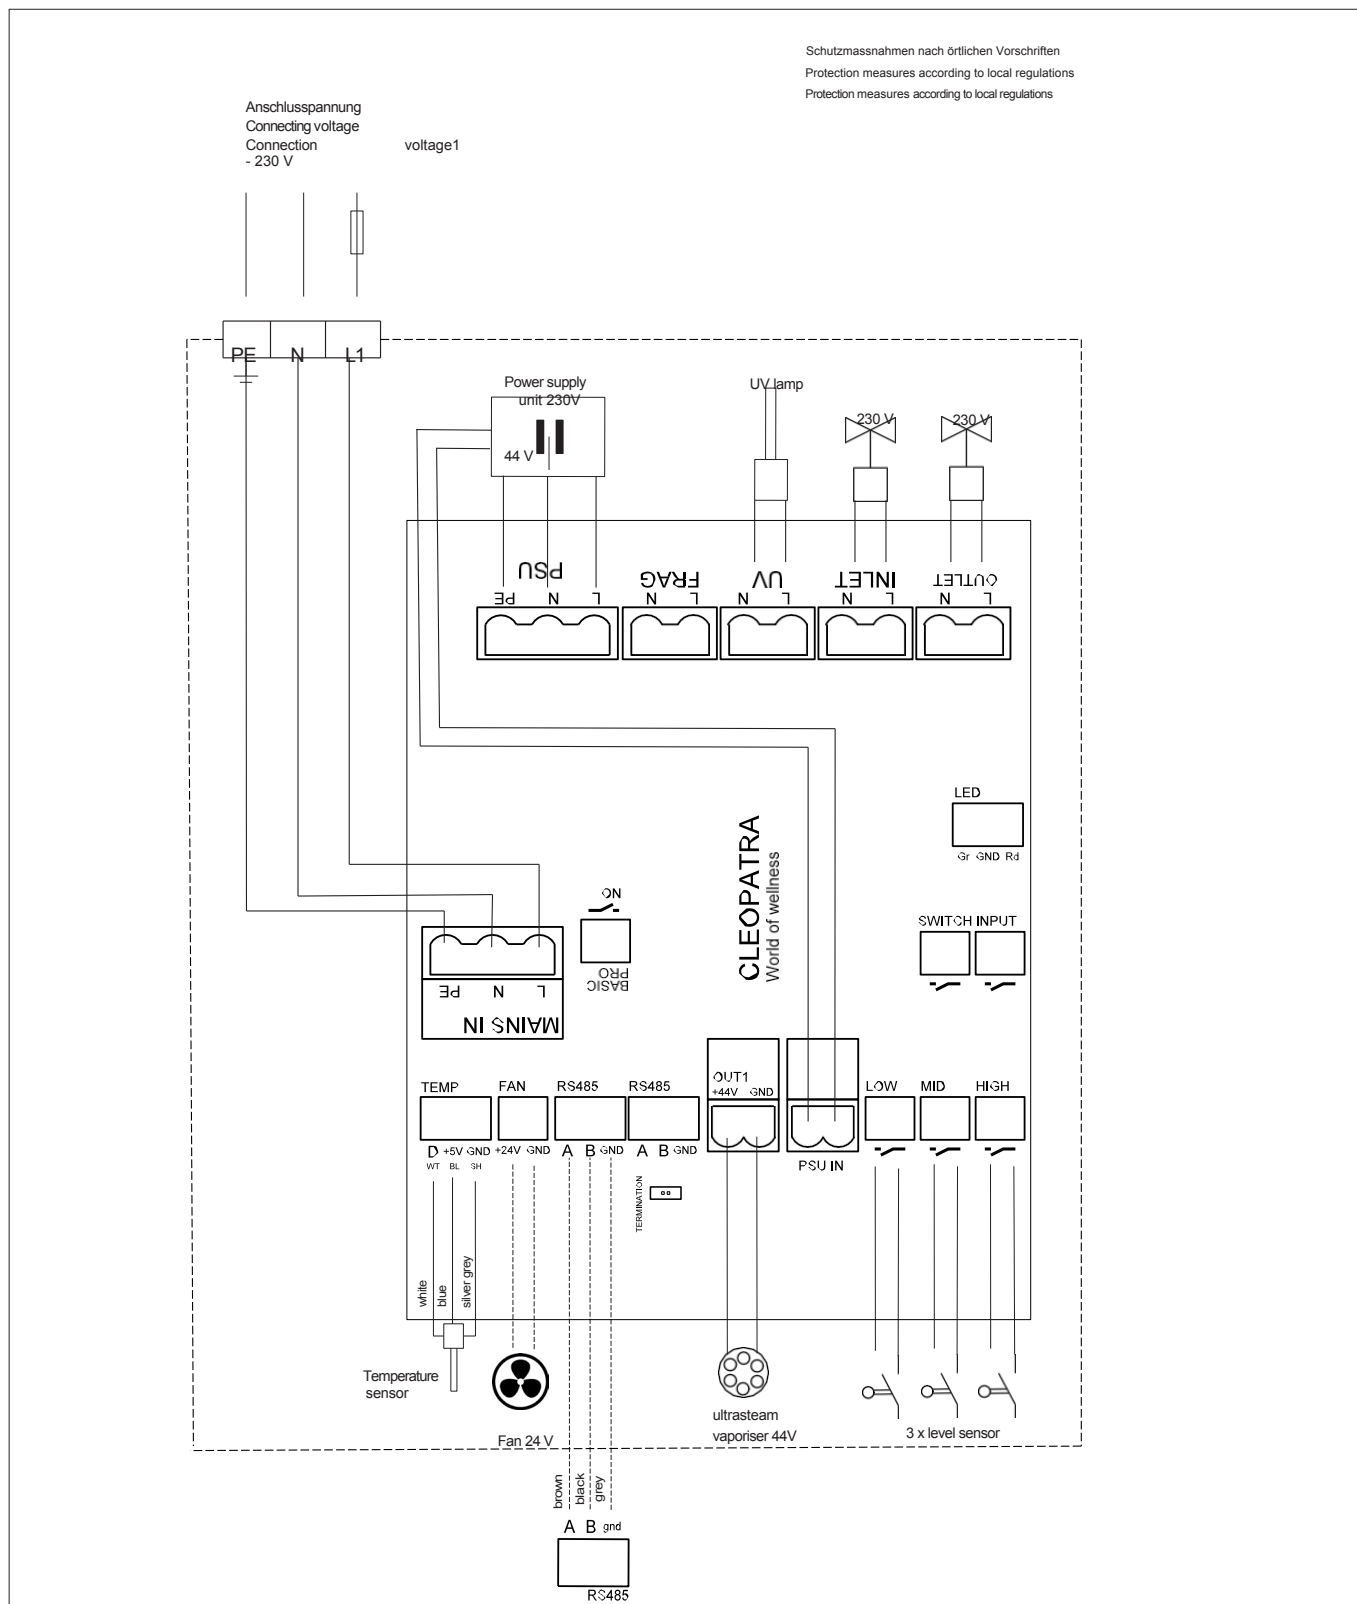 Schutzmassnahmen nach örtlichen Vorschriften
Protection measures according to local regulations
Protection measures according to local regulations
Anschlusspannung
Connecting voltage
Connection voltage1
- 230 V
PE N L1
Power supply
unit 230V
44 V
UV lamp
230 V
230 V
PSU
FRAG
UV
INLET
OUTLET
PE N L
N L
N L
N L
N L
LED
Gr GND Rd
CLEOPATRA
World of wellness
ON
BASIC
PRO
SWITCH INPUT
PE N L
MAINS IN
TEMP
FAN
RS485
RS485
OUT1
+44V GND
PSU IN
LOW
MID
HIGH
D +5V GND
WT BL SH
+24V GND
A B GND
A B GND
TERMINATION
white
blue
silver grey
Temperature
sensor
Fan 24 V
ultrasteam
vaporiser 44V
3 x level sensor
brown
black
grey
A B gnd
RS485